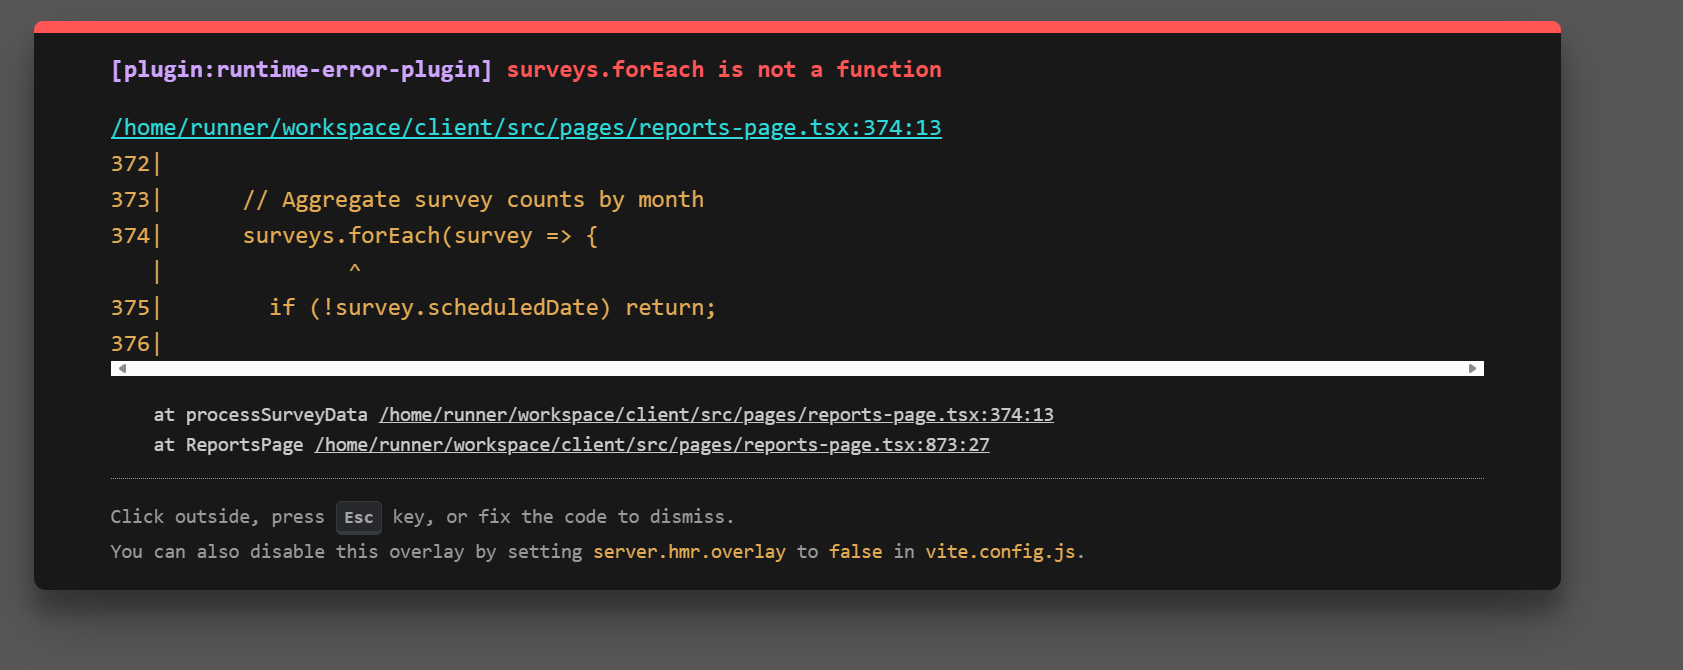 [plugin:runtime-error-plugin] surveys.forEach is not a function
/home/runner/workspace/client/src/pages/reports-page.tsx:374:13
372|
373|      // Aggregate survey counts by month
374|      surveys.forEach(survey => {
   |              ^
375|        if (!survey.scheduledDate) return;
376|
    at processSurveyData /home/runner/workspace/client/src/pages/reports-page.tsx:374:13
    at ReportsPage /home/runner/workspace/client/src/pages/reports-page.tsx:873:27
Click outside, press Esc key, or fix the code to dismiss.
You can also disable this overlay by setting server.hmr.overlay to false in vite.config.js.